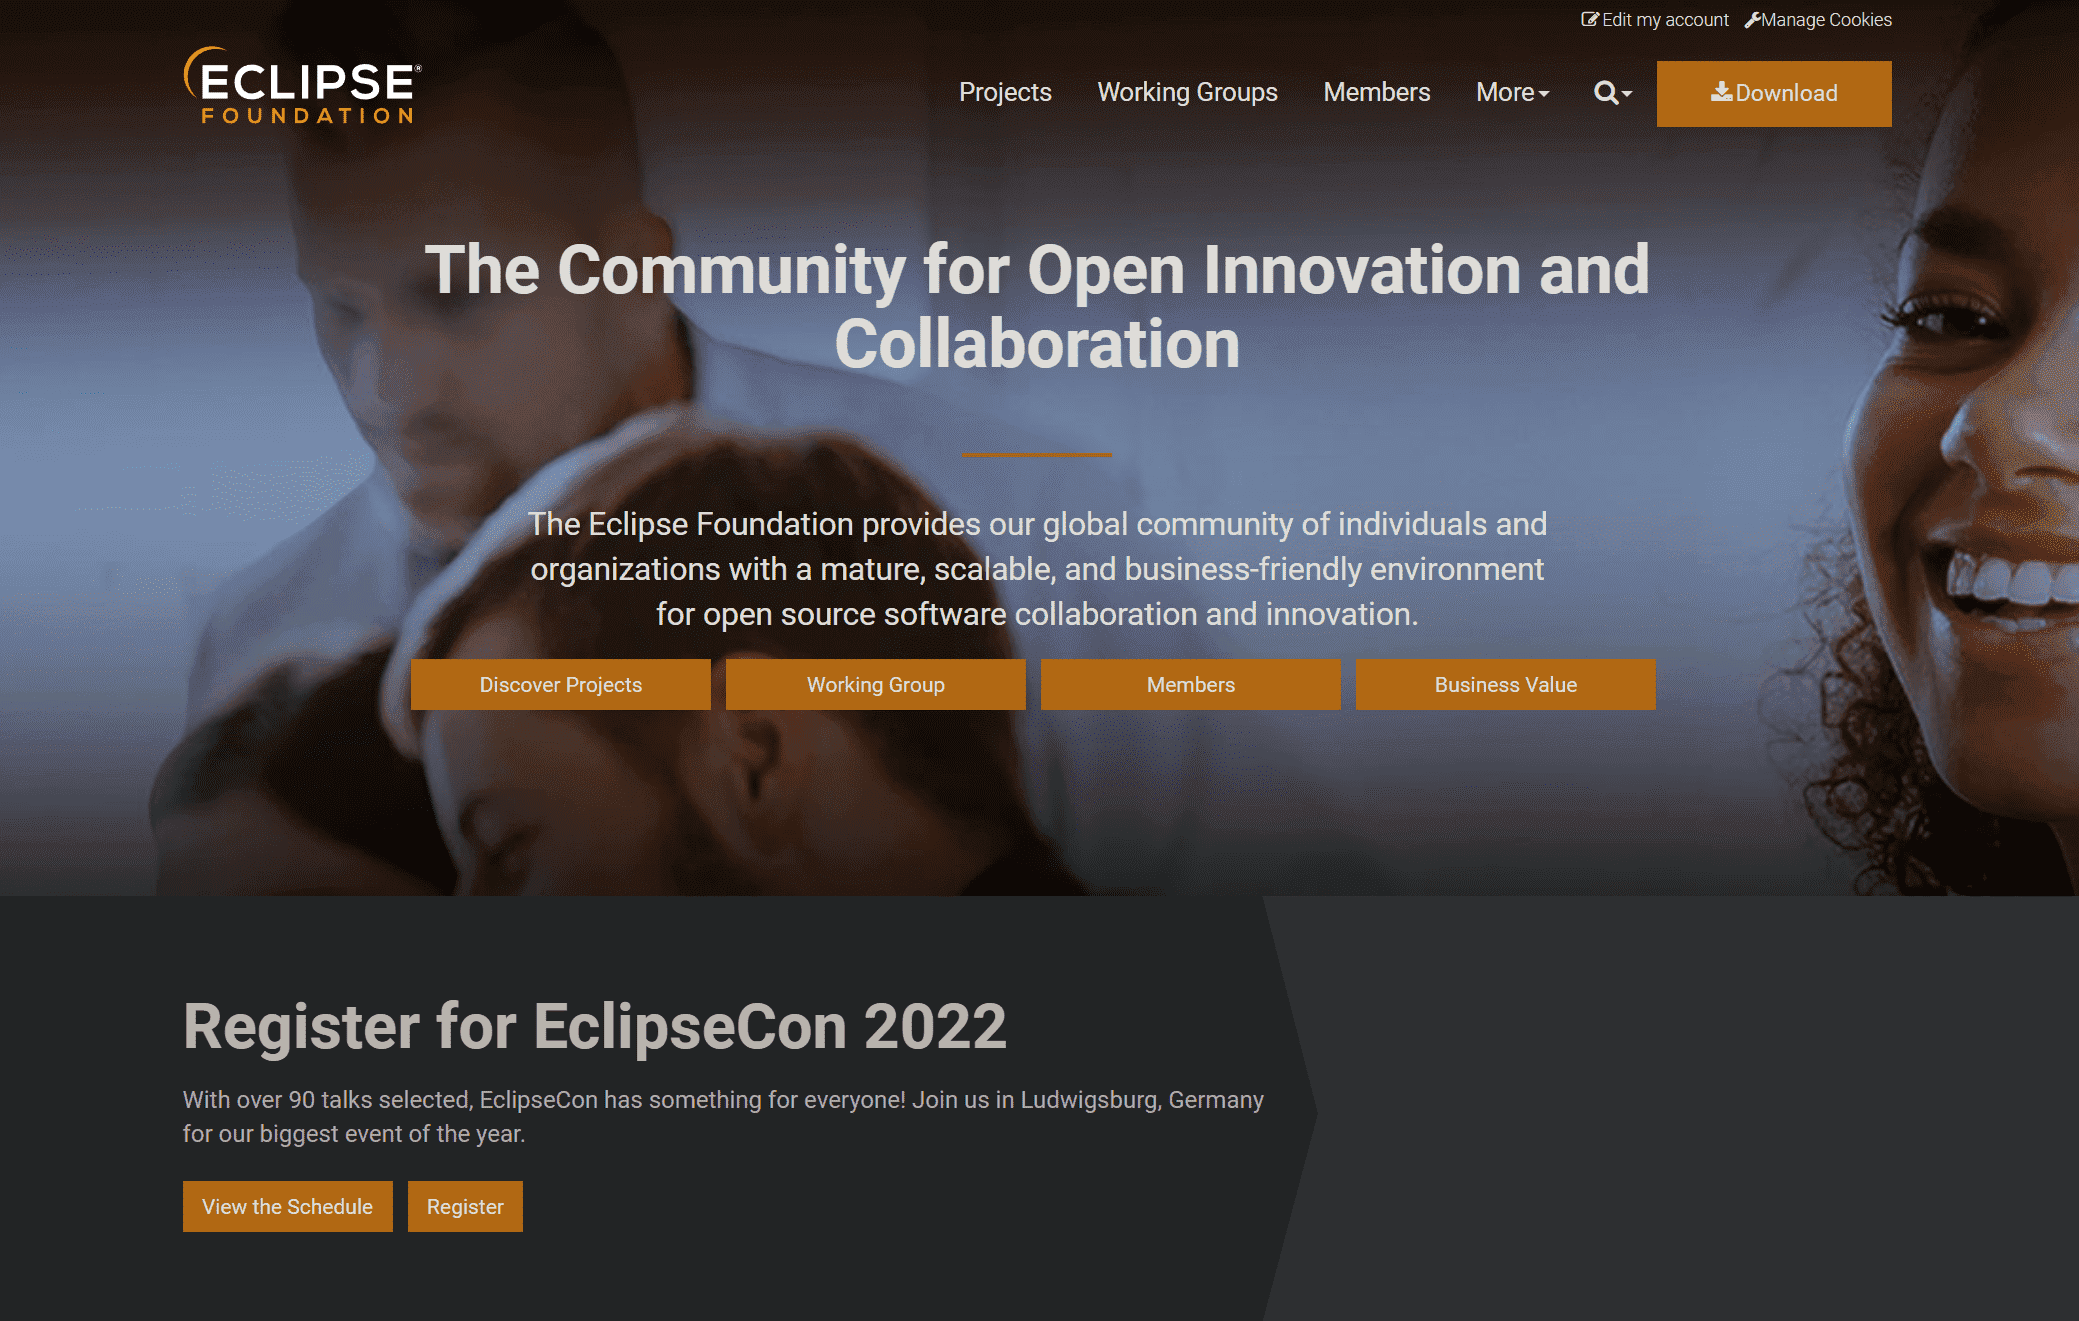 Edit my account Manage Cookies
ECLIPSE®
FOUNDATION
Projects Working Groups Members More Download
The Community for Open Innovation and
Collaboration
The Eclipse Foundation provides our global community of individuals and
organizations with a mature, scalable, and business-friendly environment
for open source software collaboration and innovation.
Discover Projects Working Group Members Business Value
Register for EclipseCon 2022
With over 90 talks selected, EclipseCon has something for everyone! Join us in Ludwigsburg, Germany
for our biggest event of the year.
View the Schedule Register